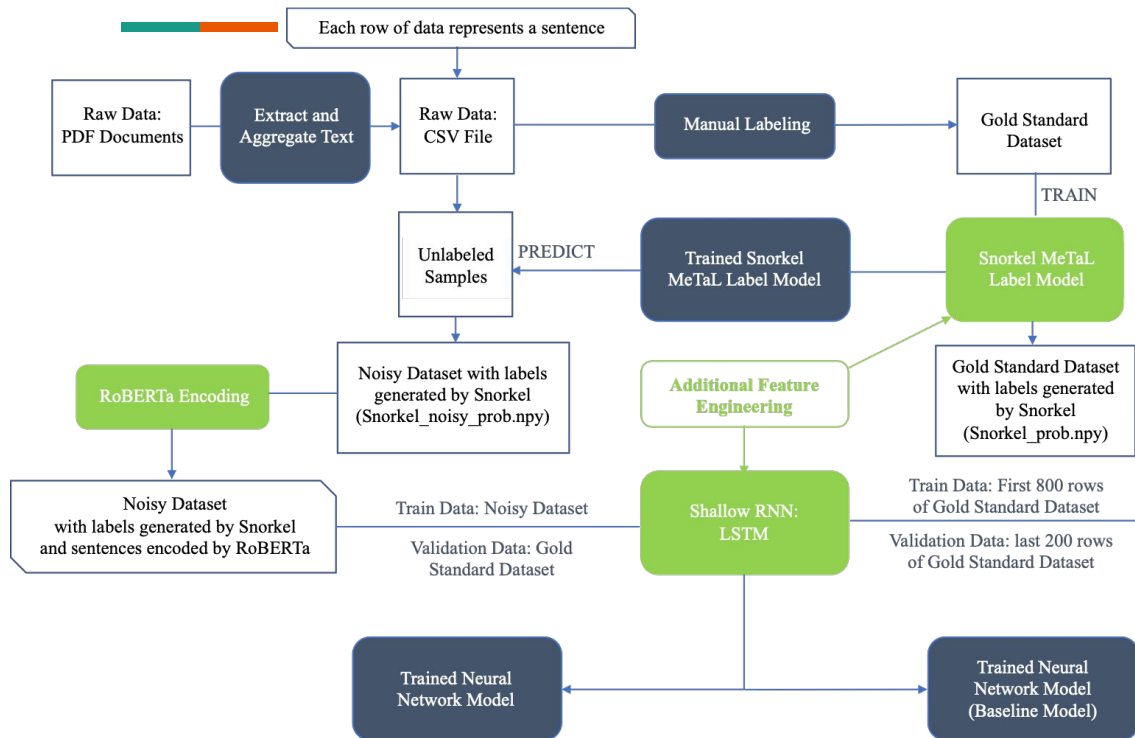 Each row of data represents a sentence
Raw Data:
PDF Documents
Extract and
Aggregate Text
Raw Data:
CSV File
Manual Labeling
Gold Standard
Dataset
TRAIN
Unlabeled
Samples
PREDICT
Trained Snorkel
MeTaL Label Model
Snorkel MeTaL
Label Model
RoBERTa Encoding
Noisy Dataset with labels
generated by Snorkel
(Snorkel_noisy_prob.npy)
Additional Feature
Engineering
Gold Standard Dataset
with labels generated
by Snorkel
(Snorkel_prob.npy)
Noisy Dataset
with labels generated by Snorkel
and sentences encoded by RoBERTa
Train Data: Noisy Dataset
Validation Data: Gold
Standard Dataset
Shallow RNN:
LSTM
Train Data: First 800 rows
of Gold Standard Dataset
Validation Data: last 200 rows
of Gold Standard Dataset
Trained Neural
Network Model
Trained Neural
Network Model
(Baseline Model)